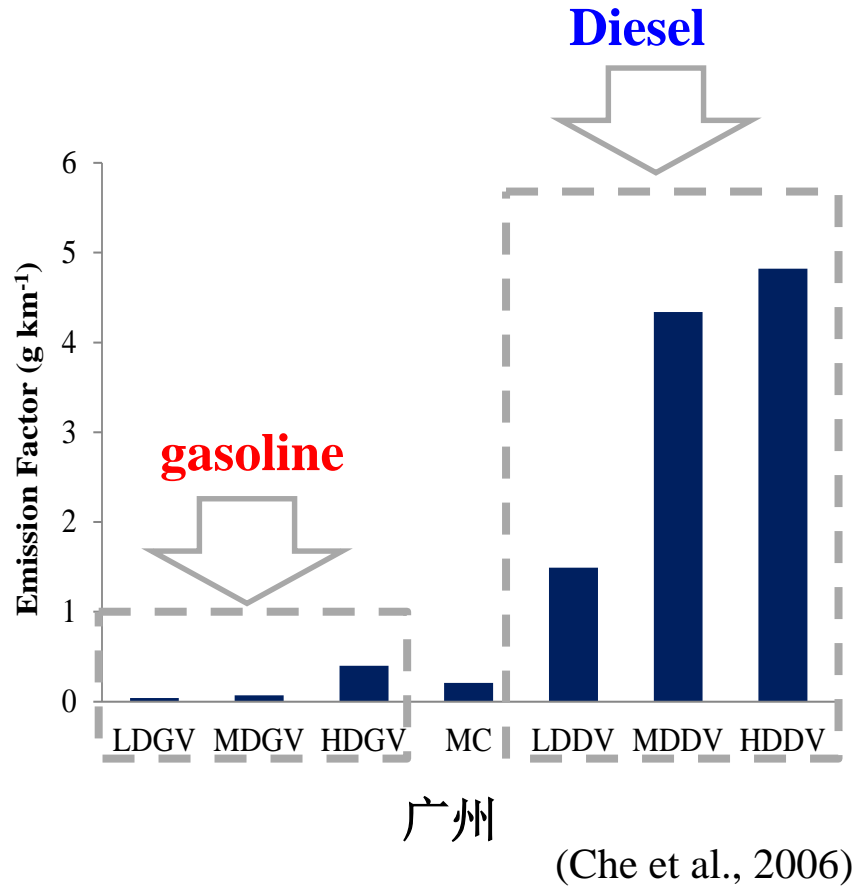 Diesel
6
5
4
3
2
1
0
Emission Factor (g km⁻¹)
gasoline
LDGV MDGV HDGV MC LDDV MDDV HDDV
广州
(Che et al., 2006)